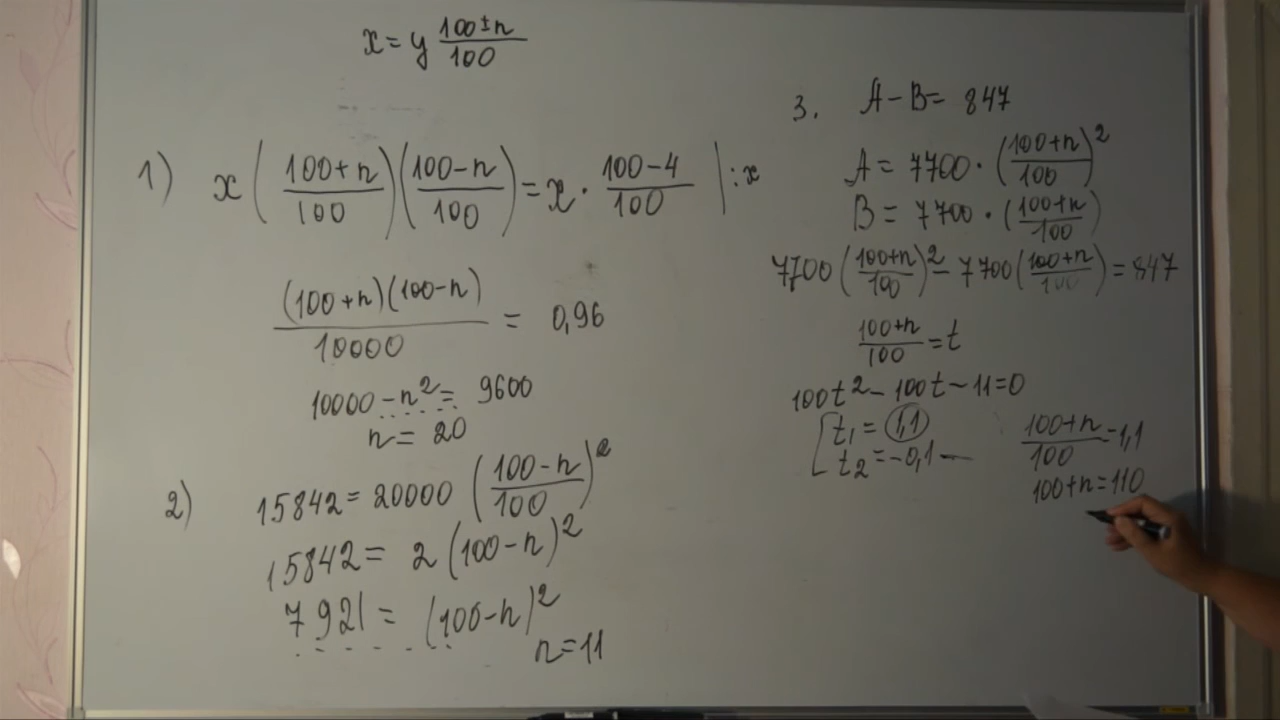 x = y (100±n)/100
1) x ((100+n)/100)((100-n)/100) = x · (100-4)/100 | : x
(100+n)(100-n)/10000 = 0,96
10000 - n² = 9600
n = 20
2) 15842 = 20000 ((100-n)/100)²
15842 = 2 (100-n)²
7921 = (100-n)²
n = 11
3. A - B = 847
A = 7700 · ((100+n)/100)²
B = 7700 · ((100+n)/100)
7700 ((100+n)/100)² - 7700 ((100+n)/100) = 847
(100+n)/100 = t
100t² - 100t - 11 = 0
[ t₁ = 1,1
t₂ = -0,1 —
(100+n)/100 = 1,1
100+n = 110